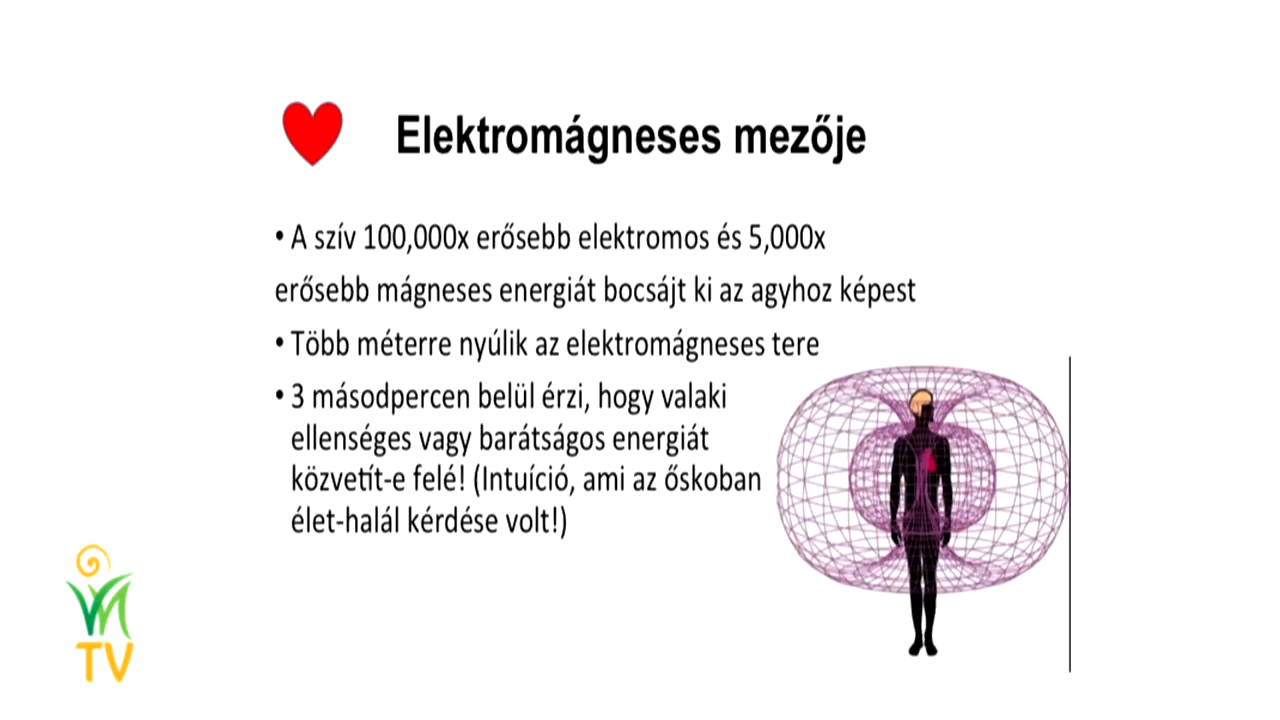 Elektromágneses mezője
• A szív 100,000x erősebb elektromos és 5,000x
erősebb mágneses energiát bocsájt ki az agyhoz képest
• Több méterre nyúlik az elektromágneses tere
• 3 másodpercen belül érzi, hogy valaki
ellenséges vagy barátságos energiát
közvetít-e felé! (Intuíció, ami az őskoban
élet-halál kérdése volt!)
VM
TV